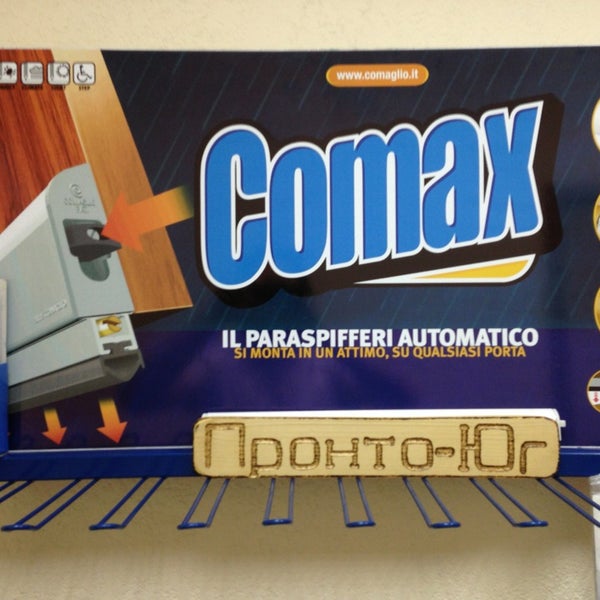 www.comaglio.it
Comax
IL PARASPIFFERI AUTOMATICO
SI MONTA IN UN ATTIMO, SU QUALSIASI PORTA
Пронто-Юг